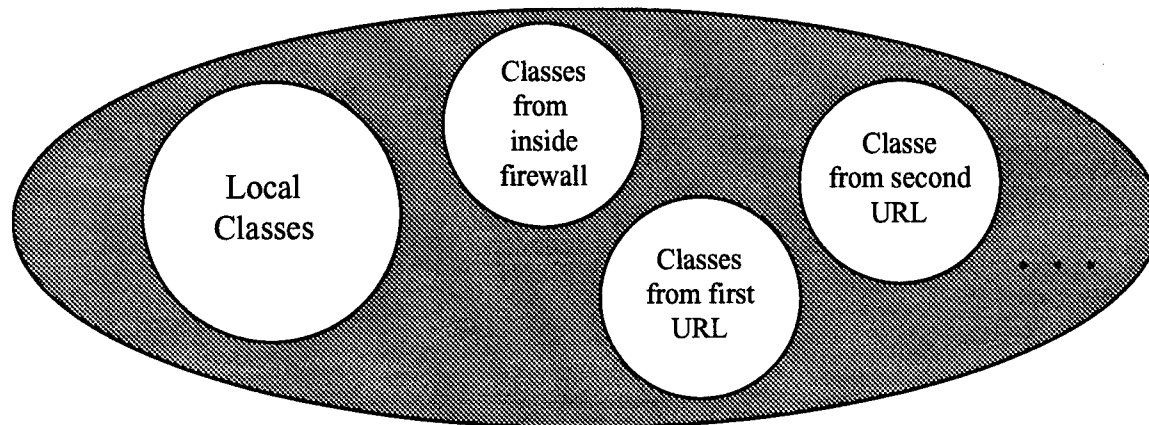 Local
Classes
Classes
from
inside
firewall
Classes
from first
URL
Classe
from second
URL
. . .